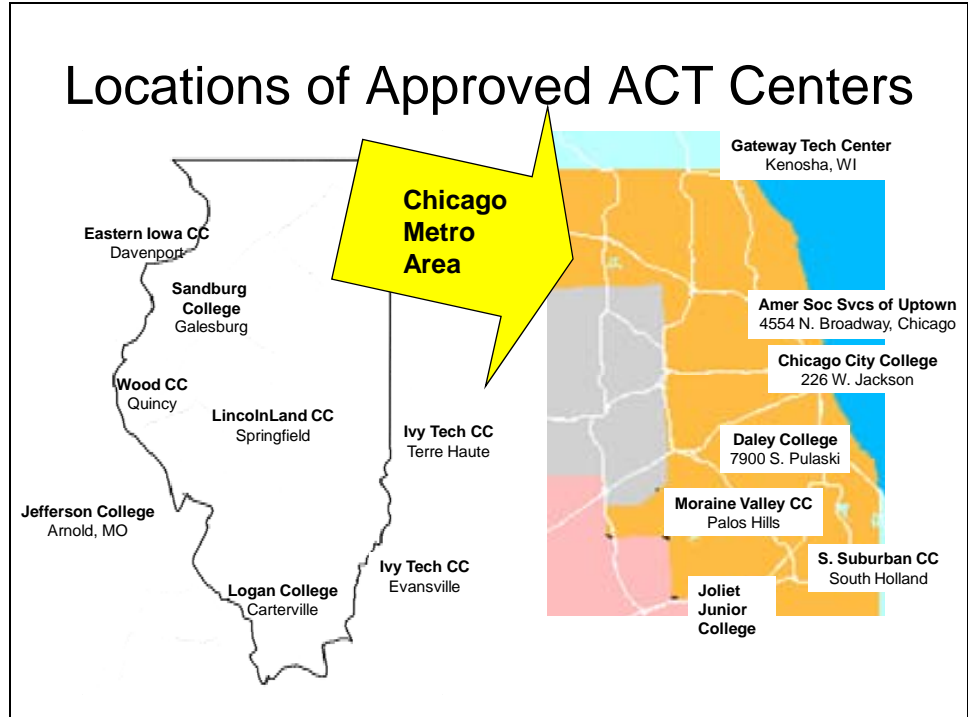 Locations of Approved ACT Centers
Chicago
Metro
Area
Eastern Iowa CC
Davenport
Sandburg
College
Galesburg
Wood CC
Quincy
LincolnLand CC
Springfield
Ivy Tech CC
Terre Haute
Jefferson College
Arnold, MO
Ivy Tech CC
Evansville
Logan College
Carterville
Gateway Tech Center
Kenosha, WI
Amer Soc Svcs of Uptown
4554 N. Broadway, Chicago
Chicago City College
226 W. Jackson
Daley College
7900 S. Pulaski
Moraine Valley CC
Palos Hills
S. Suburban CC
South Holland
Joliet
Junior
College